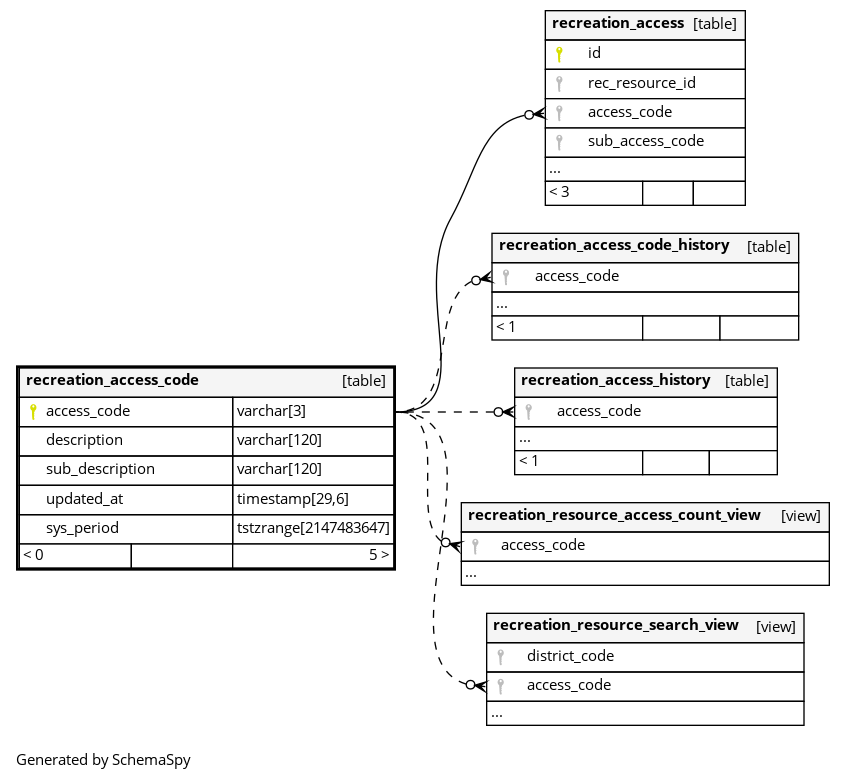 recreation_access [table]
id
rec_resource_id
access_code
sub_access_code
...
< 3
recreation_access_code_history [table]
access_code
...
< 1
recreation_access_code [table]
access_code varchar[3]
description varchar[120]
sub_description varchar[120]
updated_at timestamp[29,6]
sys_period tstzrange[2147483647]
< 0 5 >
recreation_access_history [table]
access_code
...
< 1
recreation_resource_access_count_view [view]
access_code
...
recreation_resource_search_view [view]
district_code
access_code
...
Generated by SchemaSpy